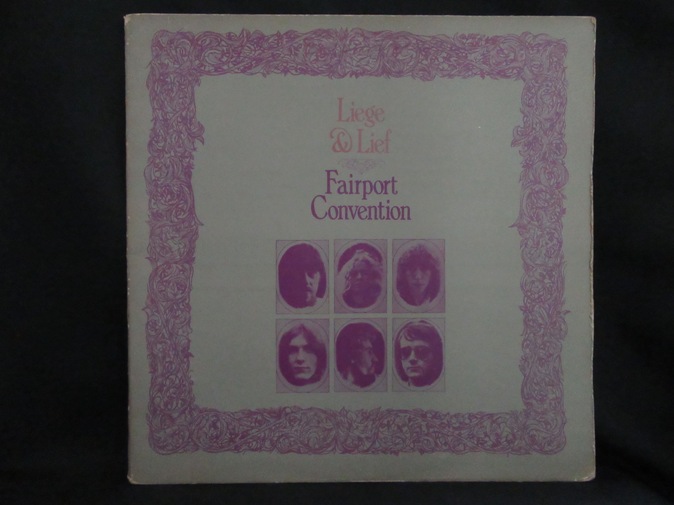 Liege
& Lief
Fairport
Convention